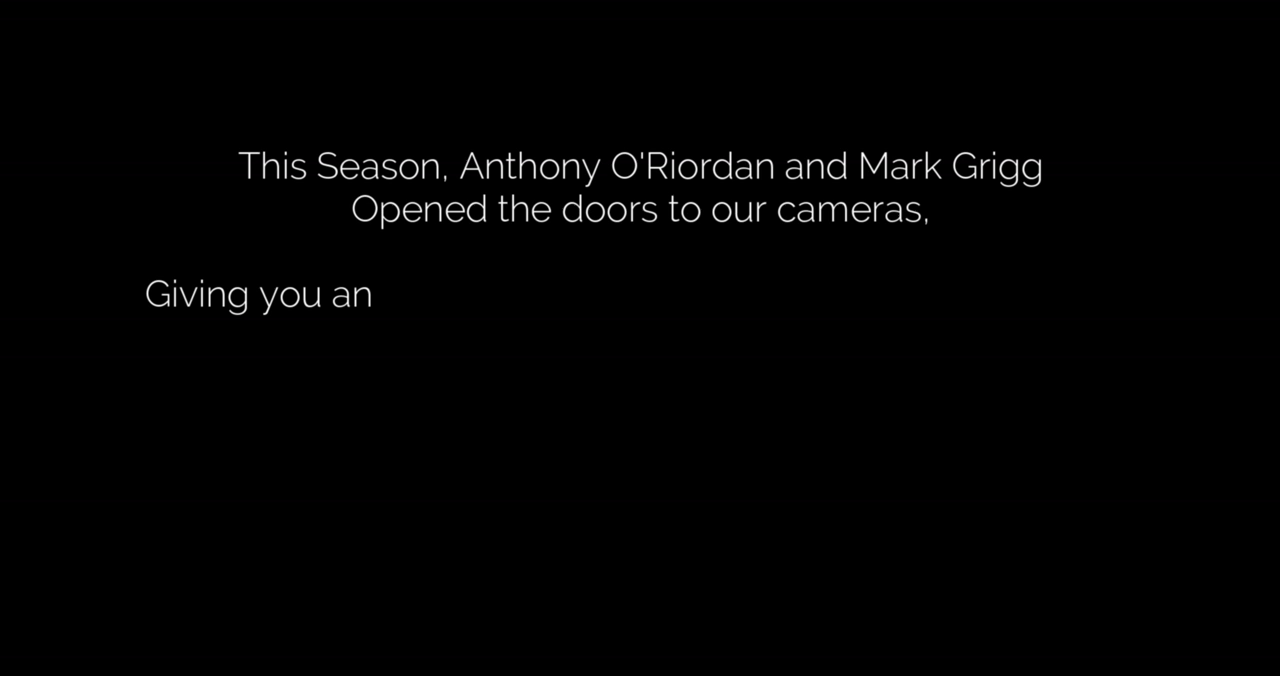 This Season, Anthony O'Riordan and Mark Grigg
Opened the doors to our cameras,
Giving you an